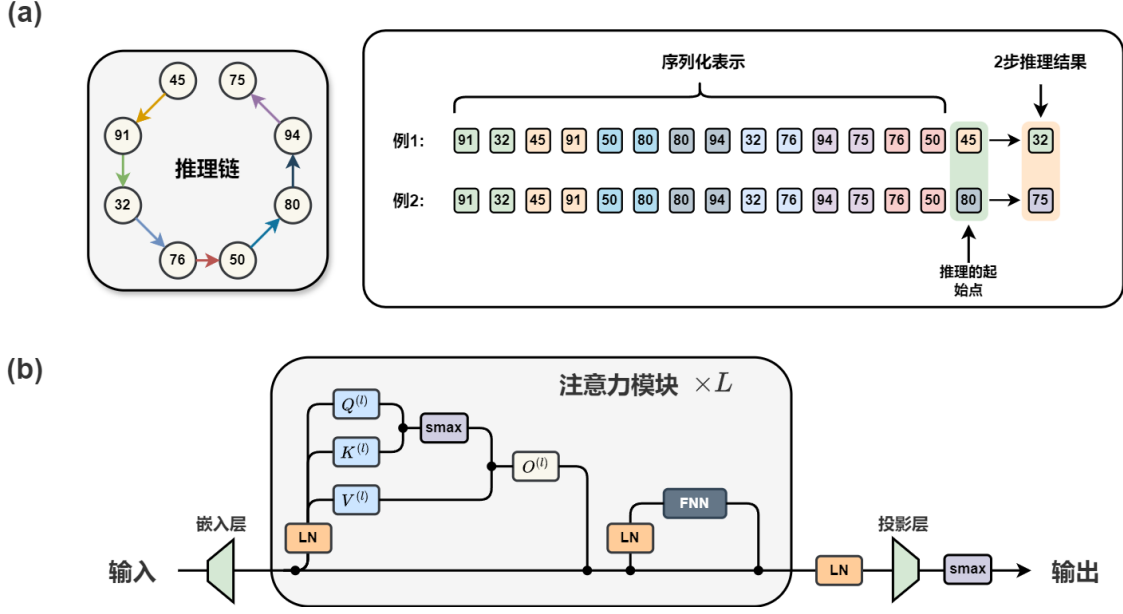 (a)
45 75
91 94
推理链
32 80
76 50
序列化表示
2步推理结果
例1: 91 32 45 91 50 80 80 94 32 76 94 75 76 50 45 32
例2: 91 32 45 91 50 80 80 94 32 76 94 75 76 50 80 75
推理的起
始点
(b)
注意力模块 ×L
Q^(l)
smax
K^(l)
O^(l)
V^(l)
FNN
嵌入层
LN
LN
投影层
输入
LN
smax
输出